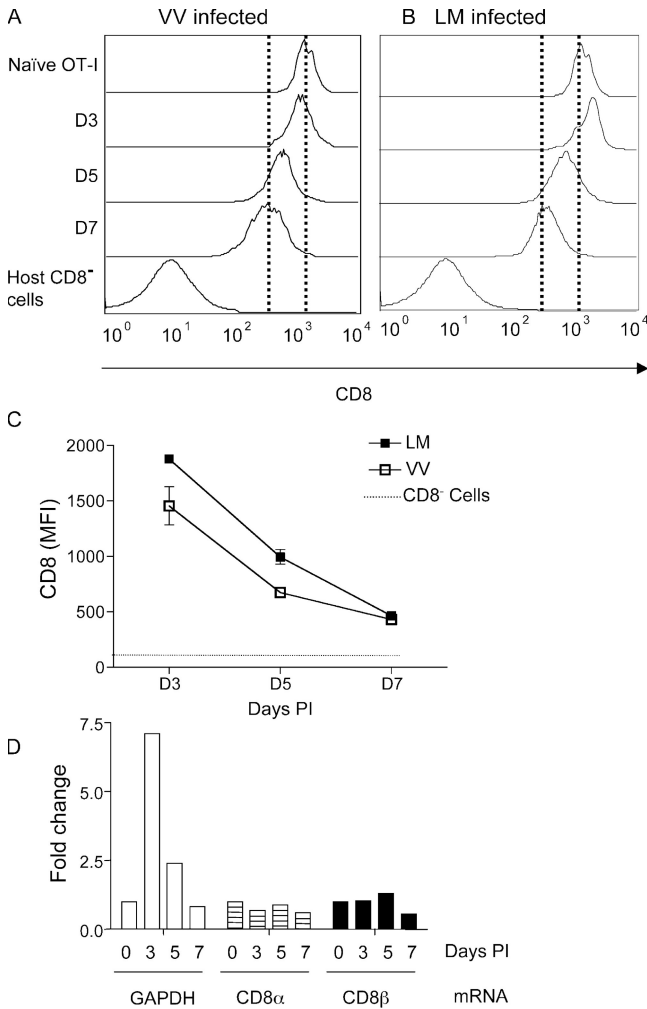 A VV infected B LM infected
Naïve OT-I
D3
D5
D7
Host CD8⁻
cells
10⁰ 10¹ 10² 10³ 10⁴ 10⁰ 10¹ 10² 10³ 10⁴
CD8
C
LM
VV
CD8⁻ Cells
CD8 (MFI)
2000
1500
1000
500
0
D3 D5 D7
Days PI
D
Fold change
7.5
5.0
2.5
0.0
0 3 5 7 0 3 5 7 0 3 5 7 Days PI
GAPDH CD8α CD8β mRNA